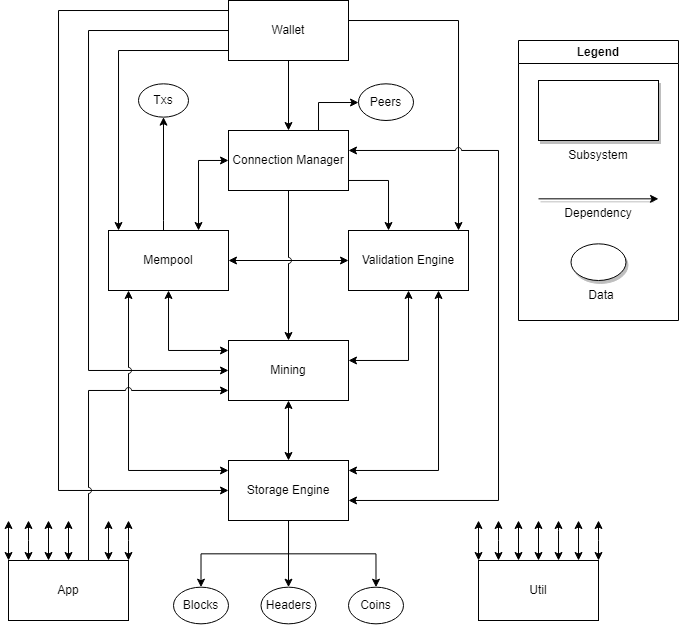 Wallet
Legend
Txs
Peers
Subsystem
Connection Manager
Dependency
Mempool
Validation Engine
Data
Mining
Storage Engine
App
Util
Blocks
Headers
Coins